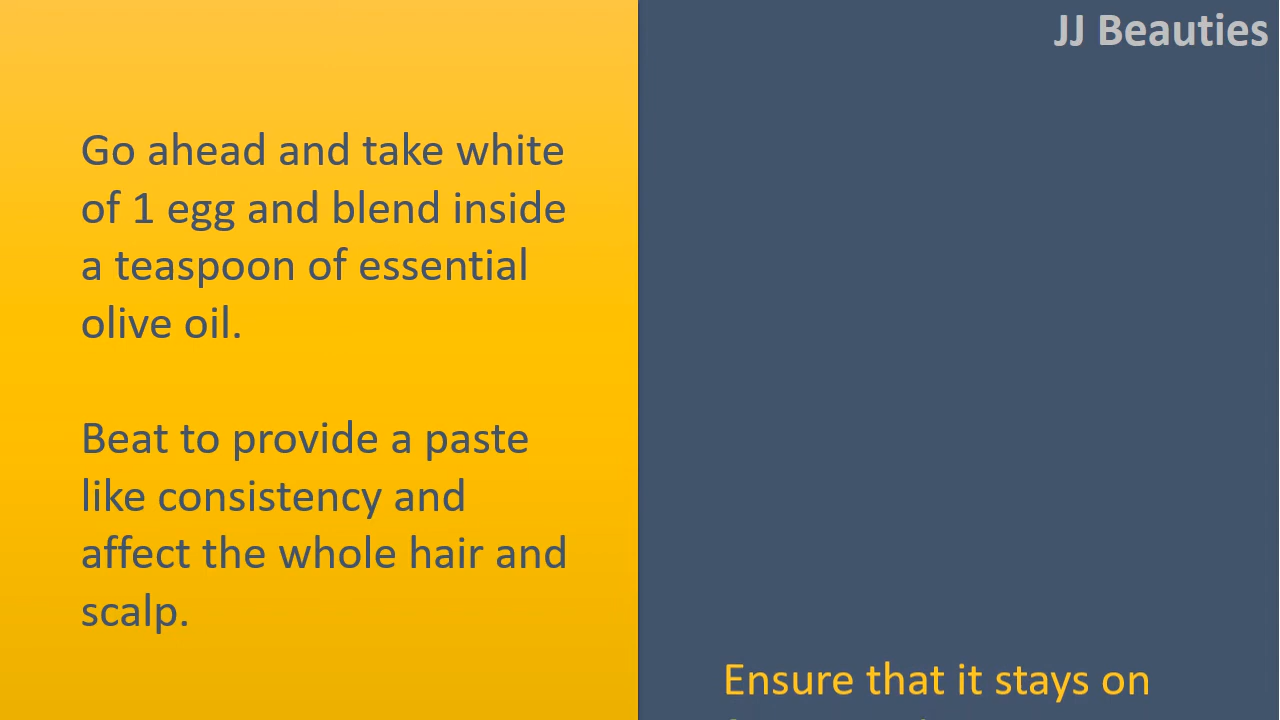 JJ Beauties
Go ahead and take white
of 1 egg and blend inside
a teaspoon of essential
olive oil.
Beat to provide a paste
like consistency and
affect the whole hair and
scalp.
Ensure that it stays on